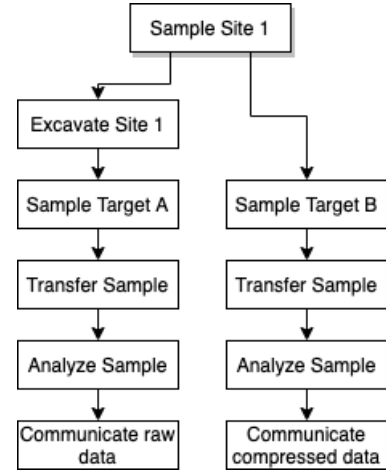 Sample Site 1
Excavate Site 1
Sample Target A
Sample Target B
Transfer Sample
Transfer Sample
Analyze Sample
Analyze Sample
Communicate raw
data
Communicate
compressed data